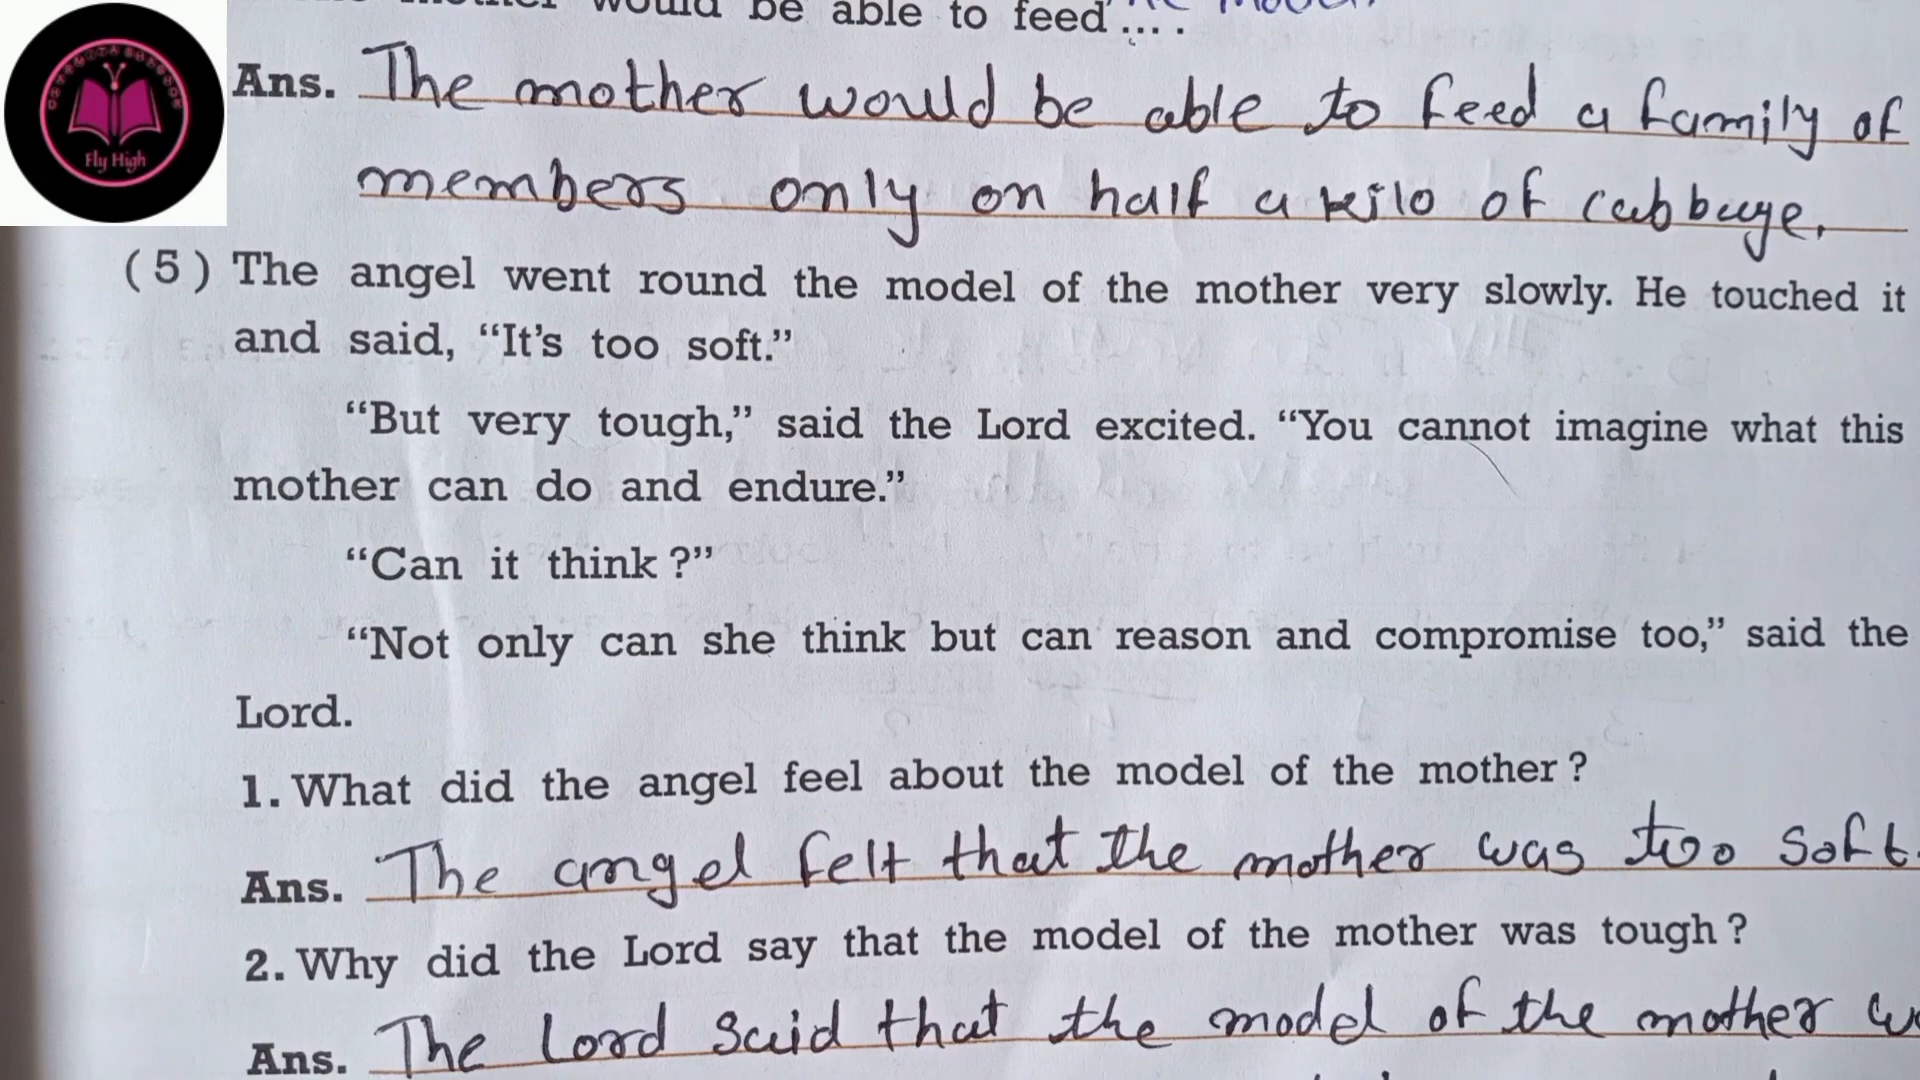 would be able to feed ... .
Ans. The mother would be able to feed a family of
members only on half a kilo of cabbage.
Fly High
(5) The angel went round the model of the mother very slowly. He touched it
and said, “It’s too soft.”
“But very tough,” said the Lord excited. “You cannot imagine what this
mother can do and endure.”
“Can it think ?”
“Not only can she think but can reason and compromise too,” said the
Lord.
1. What did the angel feel about the model of the mother ?
Ans. The angel felt that the mother was too soft.
2. Why did the Lord say that the model of the mother was tough ?
Ans. The Lord said that the model of the mother